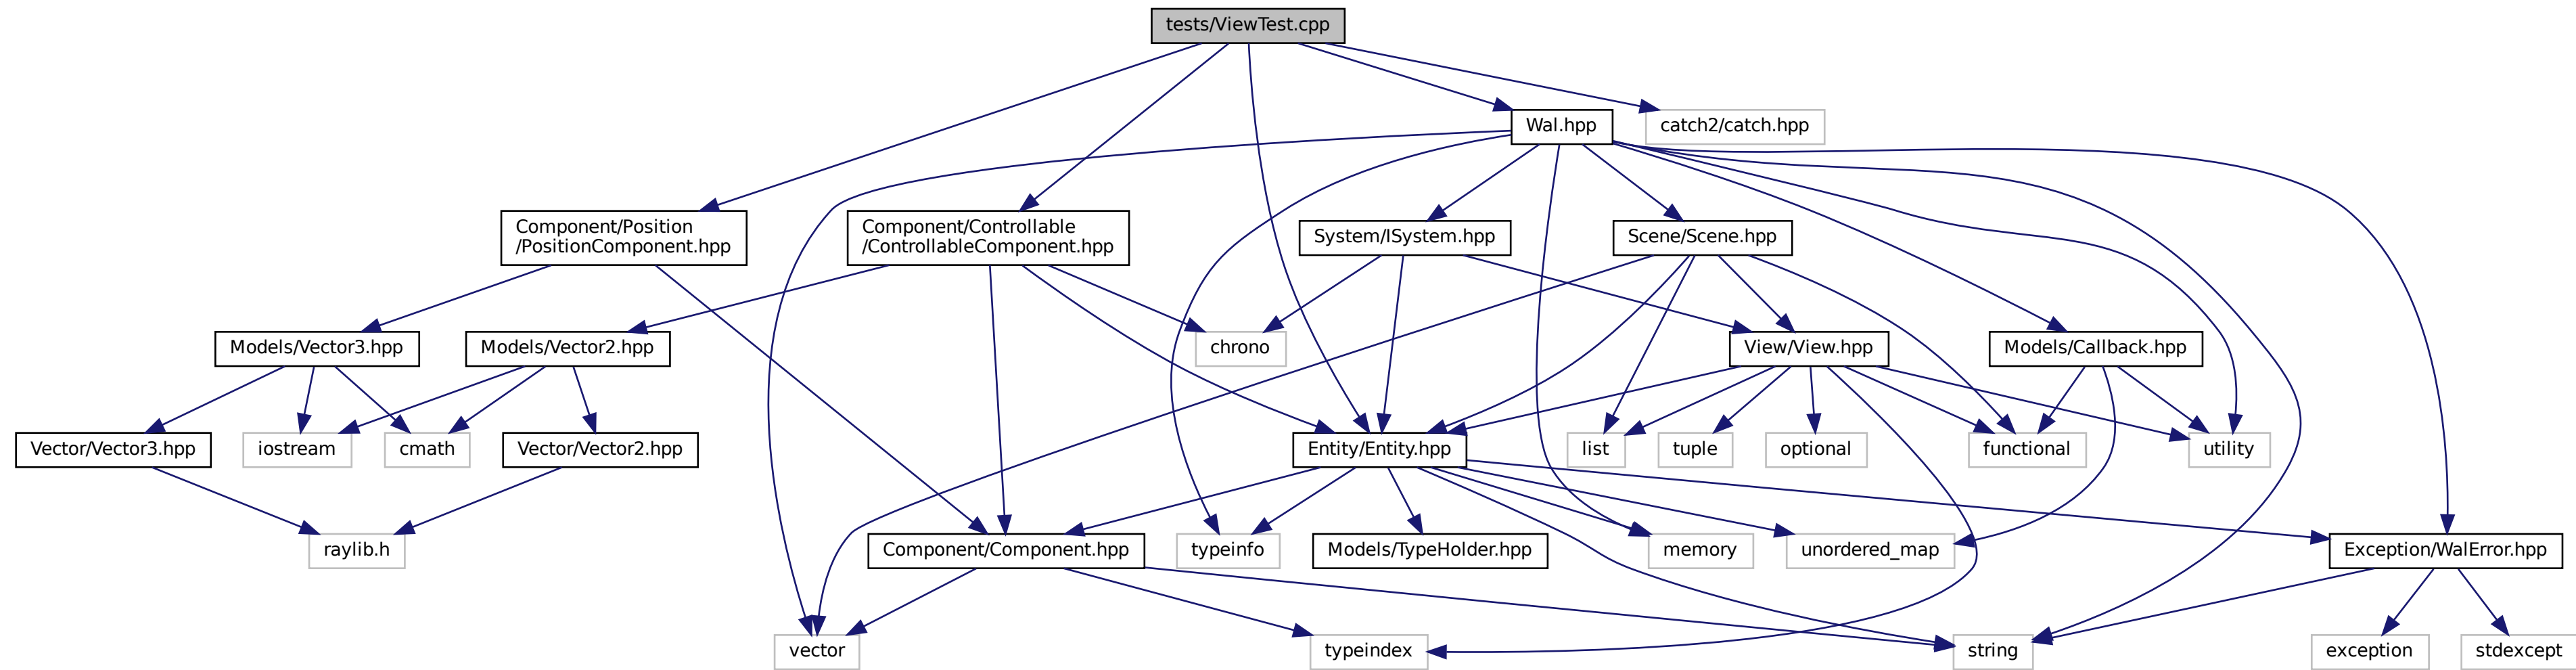 tests/ViewTest.cpp
Wal.hpp
catch2/catch.hpp
Component/Position
/PositionComponent.hpp
Component/Controllable
/ControllableComponent.hpp
System/ISystem.hpp
Scene/Scene.hpp
Models/Vector3.hpp
Models/Vector2.hpp
chrono
View/View.hpp
Models/Callback.hpp
Vector/Vector3.hpp
iostream
cmath
Vector/Vector2.hpp
Entity/Entity.hpp
list
tuple
optional
functional
utility
raylib.h
Component/Component.hpp
typeinfo
Models/TypeHolder.hpp
memory
unordered_map
Exception/WalError.hpp
vector
typeindex
string
exception
stdexcept